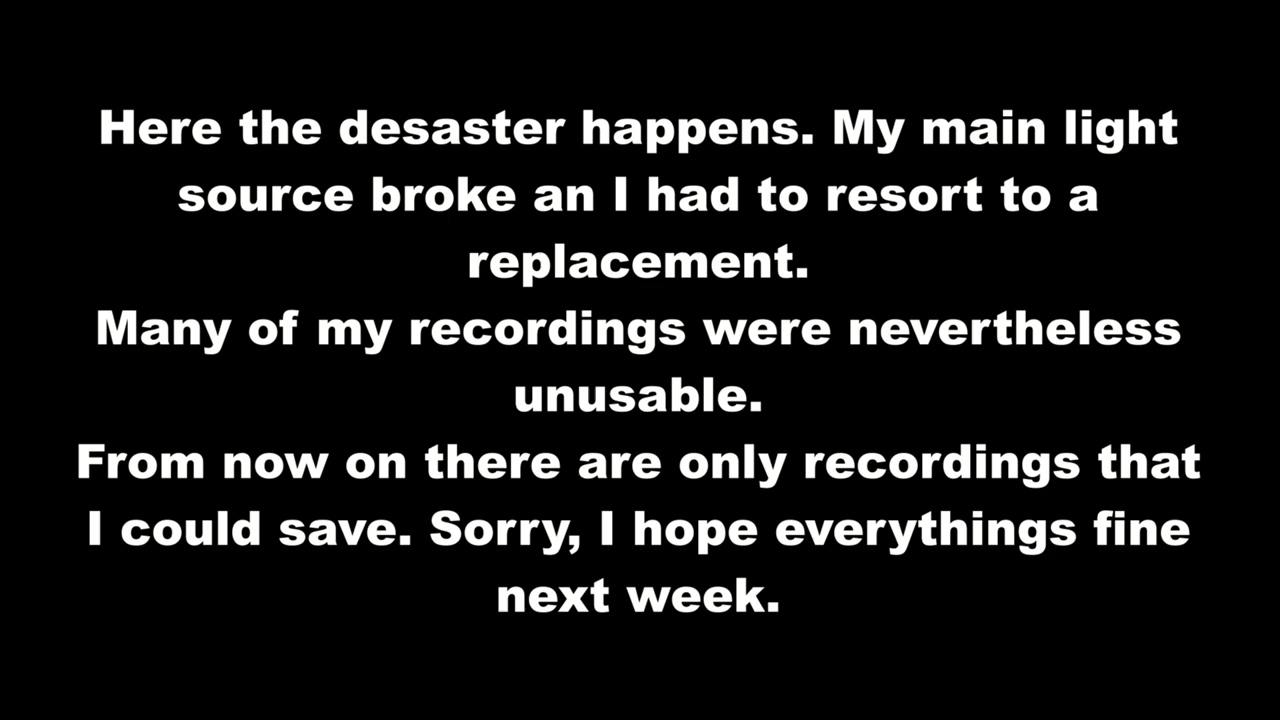 Here the desaster happens. My main light
source broke an I had to resort to a
replacement.
Many of my recordings were nevertheless
unusable.
From now on there are only recordings that
I could save. Sorry, I hope everythings fine
next week.